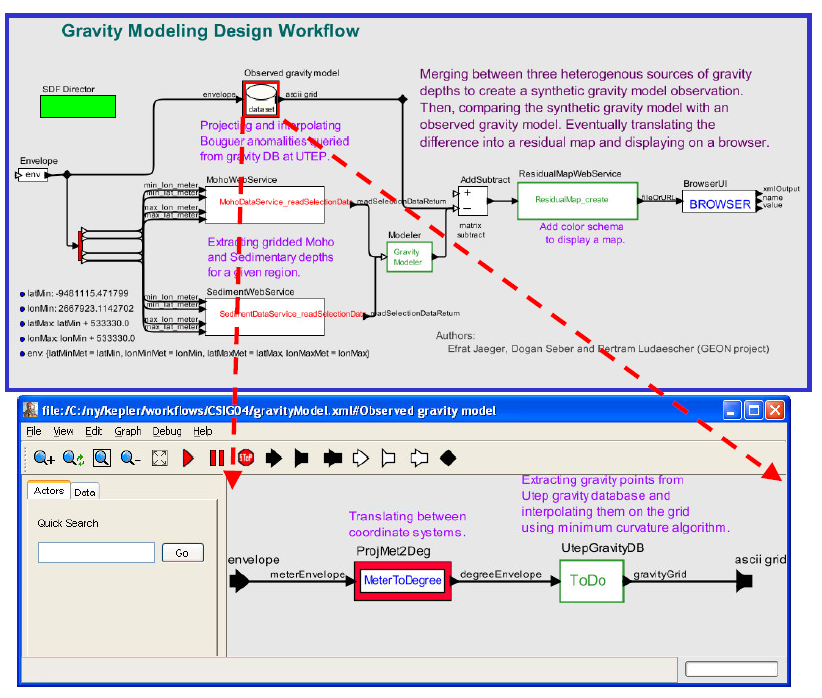 Gravity Modeling Design Workflow
SDF Director
Observed gravity model
envelope
dataset
ascii grid
Projecting and interpolating
Bouguer anomalies queried
from gravity DB at UTEP.
Merging between three heterogenous sources of gravity
depths to create a synthetic gravity model observation.
Then, comparing the synthetic gravity model with an
observed gravity model. Eventually translating the
difference into a residual map and displaying on a browser.
Envelope
env
MohoWebService
min_lon_meter
min_lat_meter
max_lon_meter
max_lat_meter
MohoDataService_readSelectionData
readSelectionDataReturn
Extracting gridded Moho
and Sedimentary depths
for a given region.
Modeler
Gravity
Modeler
AddSubtract
+
−
matrix
subtract
ResidualMapWebService
ResidualMap_create
fileOrURL
Add color schema
to display a map.
BrowserUI
BROWSER
xmlOutput
name
value
SedimentWebService
min_lon_meter
min_lat_meter
max_lon_meter
max_lat_meter
SedimentDataService_readSelectionData
readSelectionDataReturn
latMin: -9481115.471799
lonMin: 2667923.1142702
latMax: latMin + 533330.0
lonMax: lonMin + 533330.0
env: {latMinMet = latMin, lonMinMet = lonMin, latMaxMet = latMax, lonMaxMet = lonMax}
Authors:
Efrat Jaeger, Dogan Seber and Bertram Ludaescher (GEON project)
file:/C:/ny/kepler/workflows/CSIG04/gravityModel.xml#Observed gravity model
File View Edit Graph Debug Help
STOP
Actors Data
Quick Search
Go
Translating between
coordinate systems.
Extracting gravity points from
Utep gravity database and
interpolating them on the grid
using minimum curvature algorithm.
envelope
meterEnvelope
ProjMet2Deg
MeterToDegree
degreeEnvelope
UtepGravityDB
ToDo
gravityGrid
ascii grid